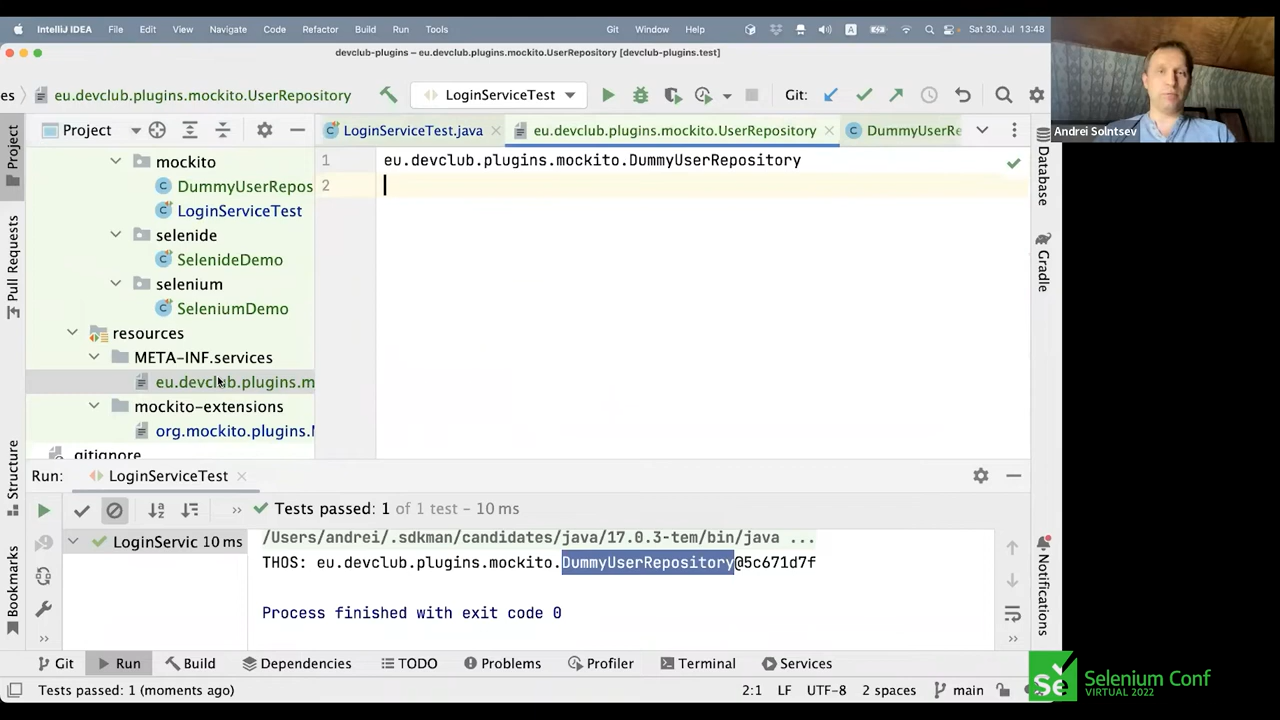 IntelliJ IDEA File Edit View Navigate Code Refactor Build Run Tools Git Window Help A Sat 30. Jul 13:48
devclub-plugins – eu.devclub.plugins.mockito.UserRepository [devclub-plugins.test]
es › eu.devclub.plugins.mockito.UserRepository LoginServiceTest Git:
Andrei Solntsev
Project LoginServiceTest.java eu.devclub.plugins.mockito.UserRepository DummyUserRe
Project
Pull Requests
Structure
Bookmarks
mockito
DummyUserRepos
LoginServiceTest
selenide
SelenideDemo
selenium
SeleniumDemo
resources
META-INF.services
eu.devclub.plugins.m
mockito-extensions
org.mockito.plugins.
.gitignore
1 eu.devclub.plugins.mockito.DummyUserRepository
2
Database
Gradle
Notifications
Run: LoginServiceTest
Tests passed: 1 of 1 test – 10 ms
LoginServic 10 ms
/Users/andrei/.sdkman/candidates/java/17.0.3-tem/bin/java ...
THOS: eu.devclub.plugins.mockito.DummyUserRepository@5c671d7f
Process finished with exit code 0
Git Run Build Dependencies TODO Problems Profiler Terminal Services
Tests passed: 1 (moments ago) 2:1 LF UTF-8 2 spaces main
Se Selenium Conf
VIRTUAL 2022